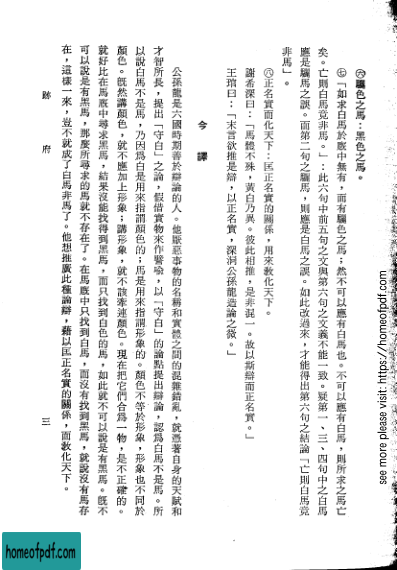 ㈥驪色之馬：黑色之馬。
㈦「如求白馬於廄中無有，而有驪色之馬；然不可以應有白馬也。不可以應有白馬，則所求之馬亡
矣。亡則白馬竟非馬。」：此六句中前五句之文與第六句之文義不能一致。疑第一、三、四句中之白馬
應是驪馬之誤。而第二句之驪馬，則應是白馬之誤。如此改過來，才能得出第六句之結論「亡則白馬竟
非馬」。
㈧正名實而化天下：匡正名實的關係，用來教化天下。
謝希深曰：「馬體不殊，黃白乃異。彼此相推，是非混一。故以斯辯而正名實。」
王琯曰：「末言欲推是辯，以正名實，深洞公孫龍造論之微。」
今 譯
公孫龍是六國時期善於辯論的人。他厭惡事物的名稱和實體之間的混雜錯亂，就憑著自身的天賦和
才智所長，提出「守白」之論，假借實物來作譬喻，以「守白」的論點提出辯論，認爲白馬不是馬。所
以說白馬不是馬，乃因爲白是用來指謂顏色的；馬是用來指謂形象的。顏色不等於形象，形象也不同於
顏色。旣然講顏色，就不應加上形象；講形象，就不該牽連顏色。現在把它們合爲一物，是不正確的。
就好比在馬廄中尋求黑馬，結果沒能找得到黑馬，而只找到白色的馬，如此就不可以說是有黑馬。旣不
可以說是有黑馬，那麼所尋求的馬就不存在了。在馬廄中只找到白馬，而沒有找到黑馬，就說沒有馬存
在，這樣一來，豈不就成了白馬非馬了。他想推廣此種論辯，藉以匡正名實的關係，而敎化天下。
跡 府
三
see more please visit: https://homeofpdf.com
homeofpdf.com